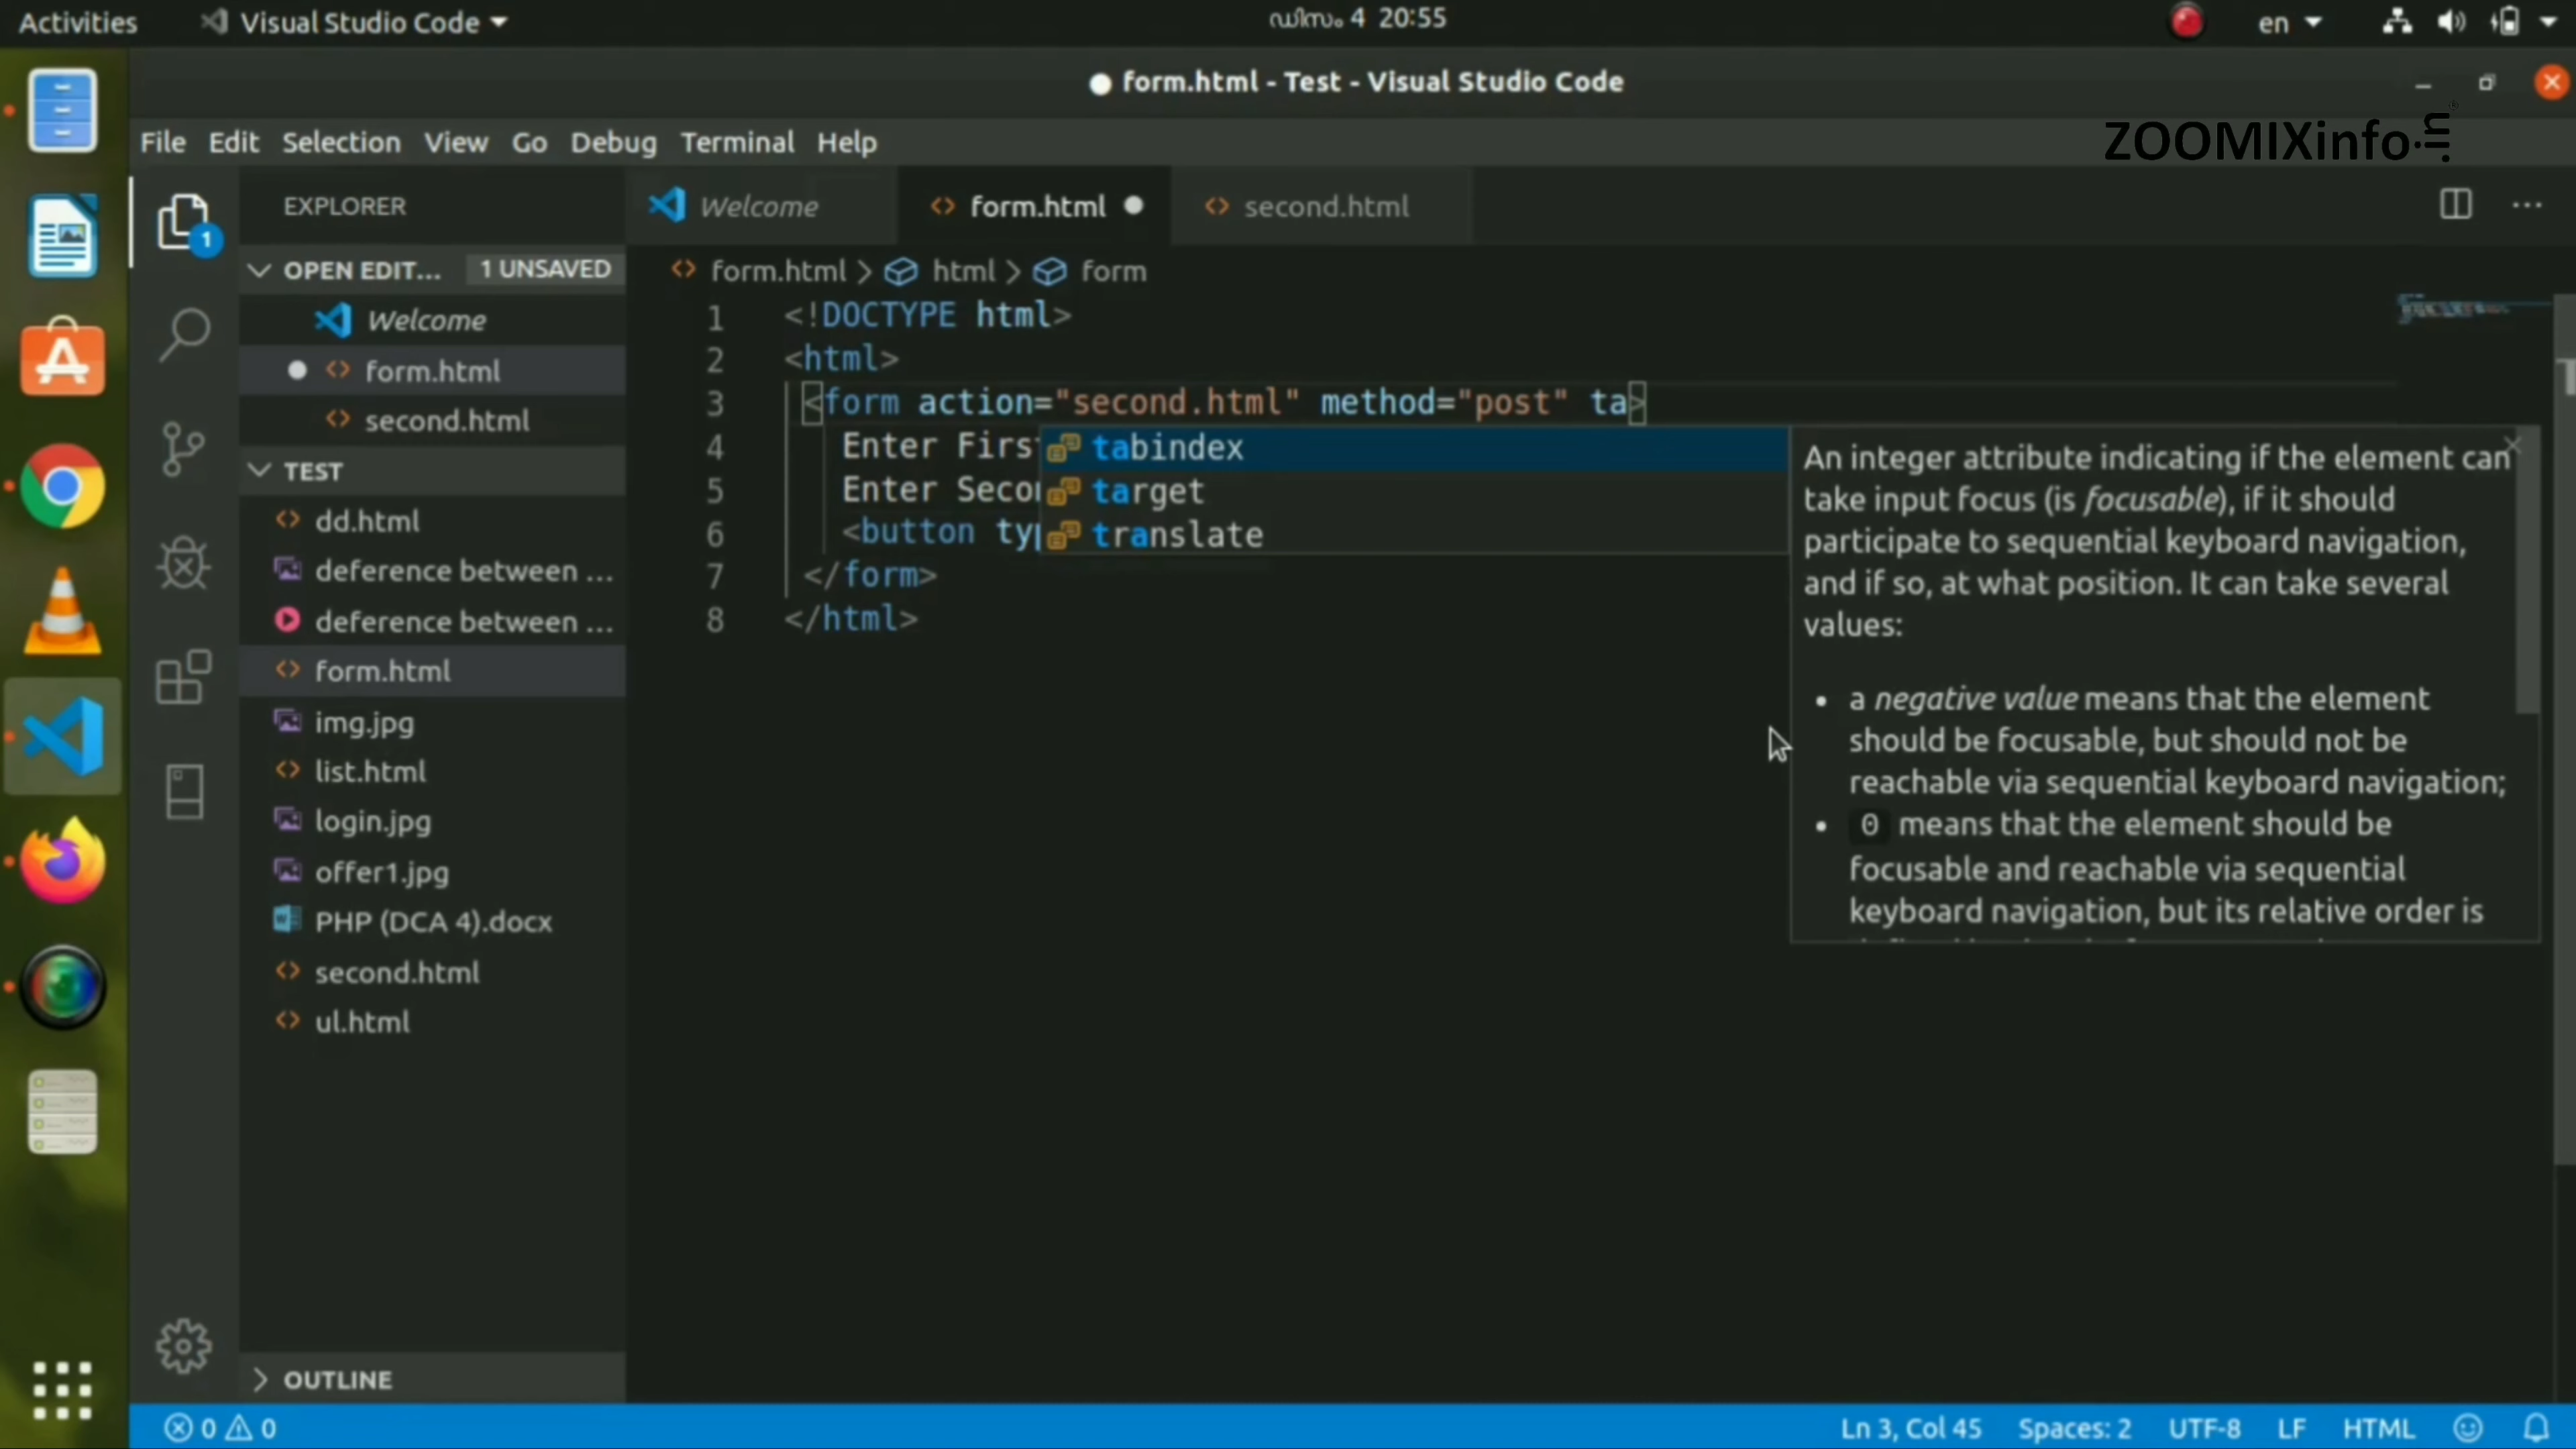 Activities
Visual Studio Code
ഡിസം 4 20:55
en
form.html - Test - Visual Studio Code
ZOOMIXinfo.in
File Edit Selection View Go Debug Terminal Help
EXPLORER
OPEN EDIT... 1 UNSAVED
Welcome
form.html
second.html
TEST
dd.html
deference between ...
deference between ...
form.html
img.jpg
list.html
login.jpg
offer1.jpg
PHP (DCA 4).docx
second.html
ul.html
OUTLINE
1
Welcome
form.html
second.html
form.html > html > form
1 <!DOCTYPE html>
2 <html>
3 <form action="second.html" method="post" ta>
4 Enter Firs
5 Enter Seco
6 <button typ
7 </form>
8 </html>
tabindex
target
translate
An integer attribute indicating if the element can
take input focus (is focusable), if it should
participate to sequential keyboard navigation,
and if so, at what position. It can take several
values:
• a negative value means that the element
should be focusable, but should not be
reachable via sequential keyboard navigation;
• 0 means that the element should be
focusable and reachable via sequential
keyboard navigation, but its relative order is
0 0
Ln 3, Col 45 Spaces: 2 UTF-8 LF HTML